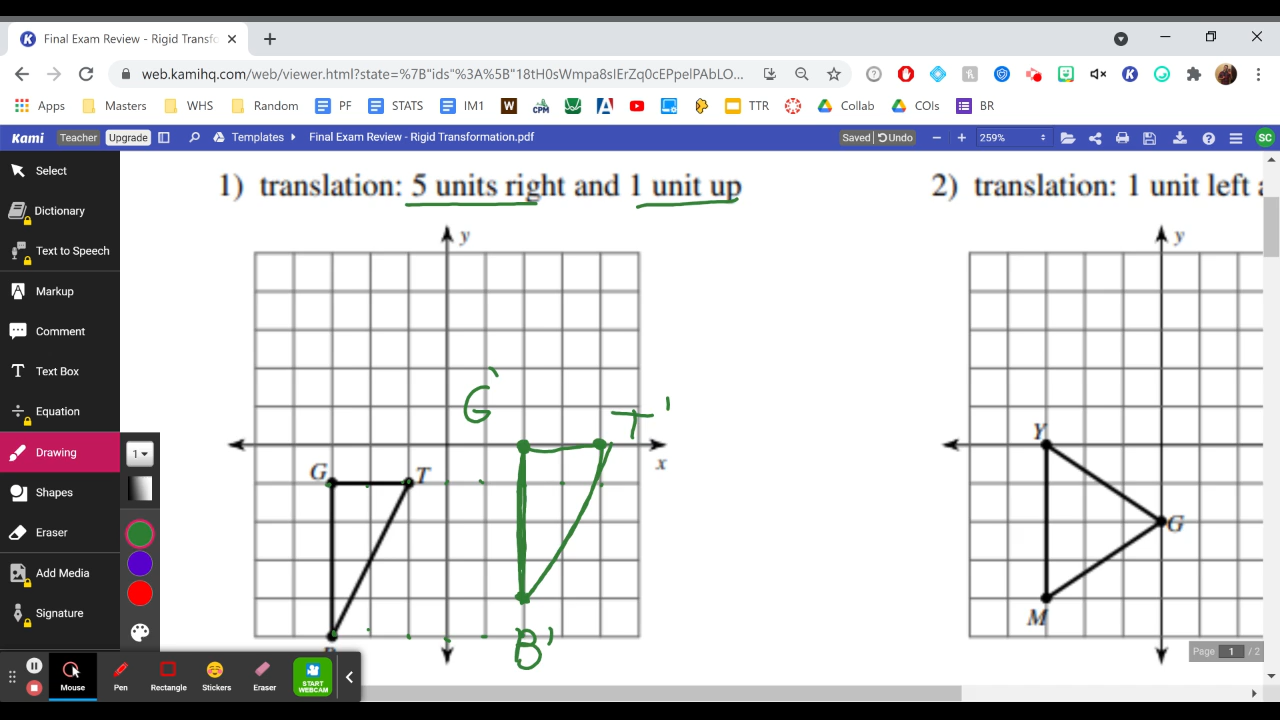 Final Exam Review - Rigid Transfo
web.kamihq.com/web/viewer.html?state=%7B"ids"%3A%5B"18tH0sWmpa8slErZq0cEPpelPAbLO...
Apps Masters WHS Random PF STATS IM1 W CPM TTR Collab COIs BR
Kami Teacher Upgrade Templates Final Exam Review - Rigid Transformation.pdf Saved Undo 259% SC
Select
Dictionary
Text to Speech
Markup
Comment
Text Box
Equation
Drawing
Shapes
Eraser
Add Media
Signature
1
1) translation: 5 units right and 1 unit up
y
G'
T'
x
G T
B'
2) translation: 1 unit left
y
Y
G
M
Page 1 / 2
Mouse Pen Rectangle Stickers Eraser START WEBCAM